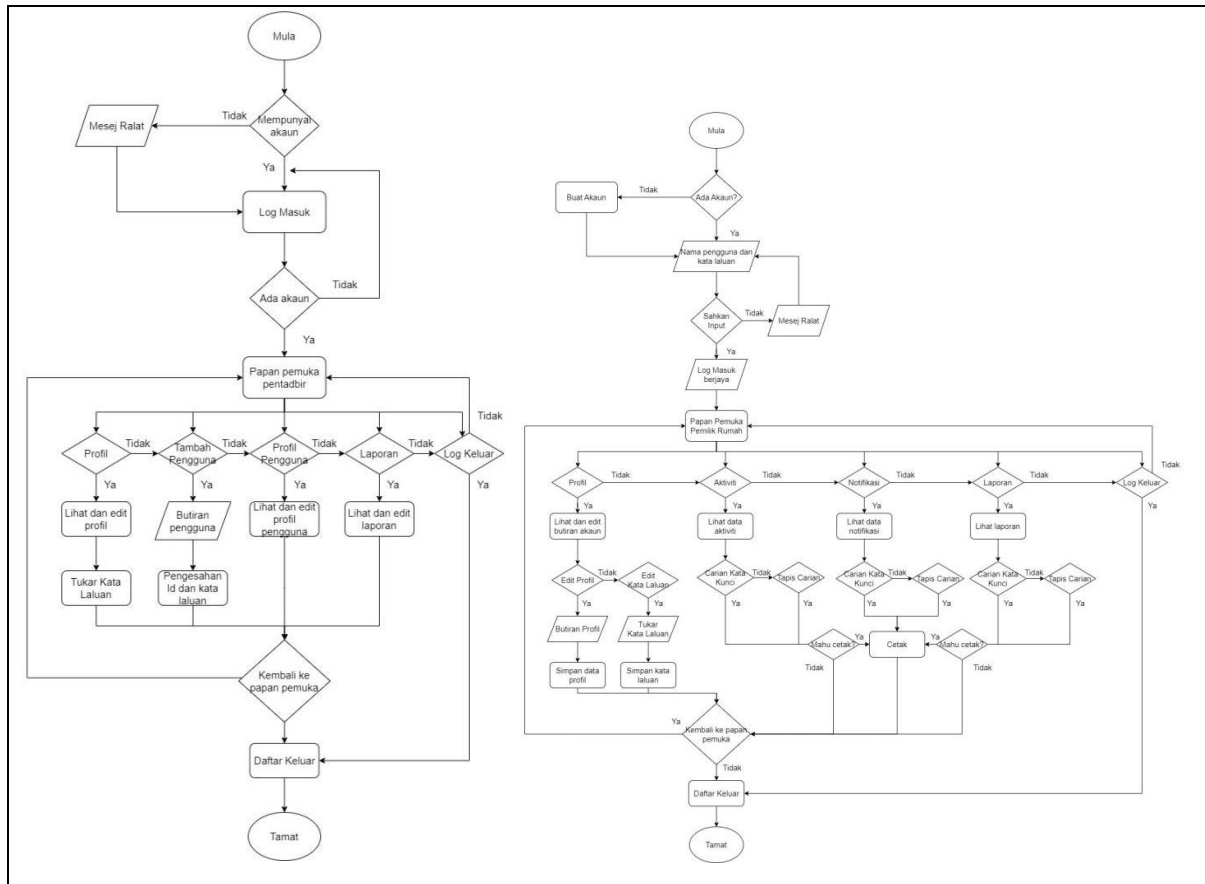 Mula
Mempunyai
akaun
Tidak
Mesej Ralat
Ya
Log Masuk
Ada akaun
Tidak
Ya
Papan pemuka
pentadbir
Tidak
Profil
Tidak
Tambah
Pengguna
Tidak
Profil
Pengguna
Tidak
Laporan
Tidak
Log Keluar
Ya
Ya
Ya
Ya
Ya
Lihat dan edit
profil
Butiran
pengguna
Lihat dan edit
profil
pengguna
Lihat dan edit
laporan
Tukar Kata
Laluan
Pengesahan
Id dan kata
laluan
Kembali ke
papan pemuka
Daftar Keluar
Tamat
Mula
Ada Akaun?
Tidak
Buat Akaun
Ya
Nama pengguna dan
kata laluan
Sahkan
Input
Tidak
Mesej Ralat
Ya
Log Masuk
berjaya
Papan Pemuka
Pemilik Rumah
Tidak
Profil
Tidak
Aktiviti
Tidak
Notifikasi
Tidak
Laporan
Tidak
Log Keluar
Ya
Ya
Ya
Ya
Ya
Lihat dan edit
butiran akaun
Lihat data
aktiviti
Lihat data
notifikasi
Lihat laporan
Edit Profil
Tidak
Edit
Kata Laluan
Carian Kata
Kunci
Tidak
Tapis Carian
Carian Kata
Kunci
Tidak
Tapis Carian
Carian Kata
Kunci
Tidak
Tapis Carian
Ya
Ya
Ya
Ya
Ya
Ya
Ya
Ya
Butiran Profil
Tukar
Kata Laluan
Mahu cetak?
Ya
Cetak
Ya
Mahu cetak?
Tidak
Tidak
Simpan data
profil
Simpan kata
laluan
Ya
Kembali ke papan
pemuka
Tidak
Daftar Keluar
Tamat